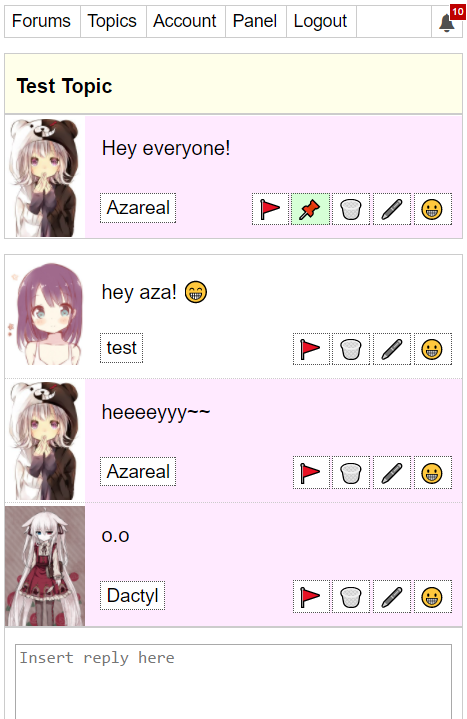 Forums Topics Account Panel Logout 10
Test Topic
Hey everyone!
Azareal
hey aza! 😁
test
heeeeyyy~~
Azareal
o.o
Dactyl
Insert reply here